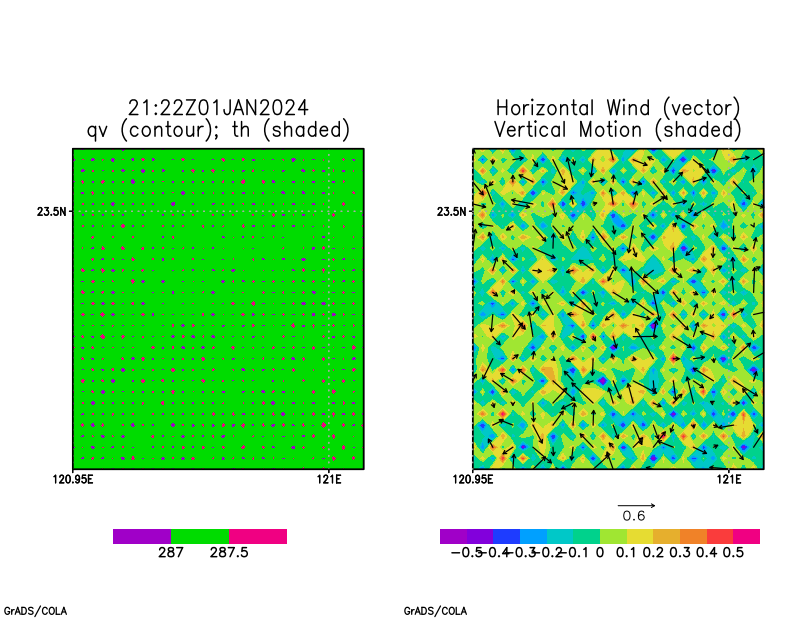 21:22Z01JAN2024
qv (contour); th (shaded)
23.5N
120.95E 121E
287 287.5
GrADS/COLA
Horizontal Wind (vector)
Vertical Motion (shaded)
23.5N
120.95E 121E
0.6
-0.5 -0.4 -0.3 -0.2 -0.1 0 0.1 0.2 0.3 0.4 0.5
GrADS/COLA